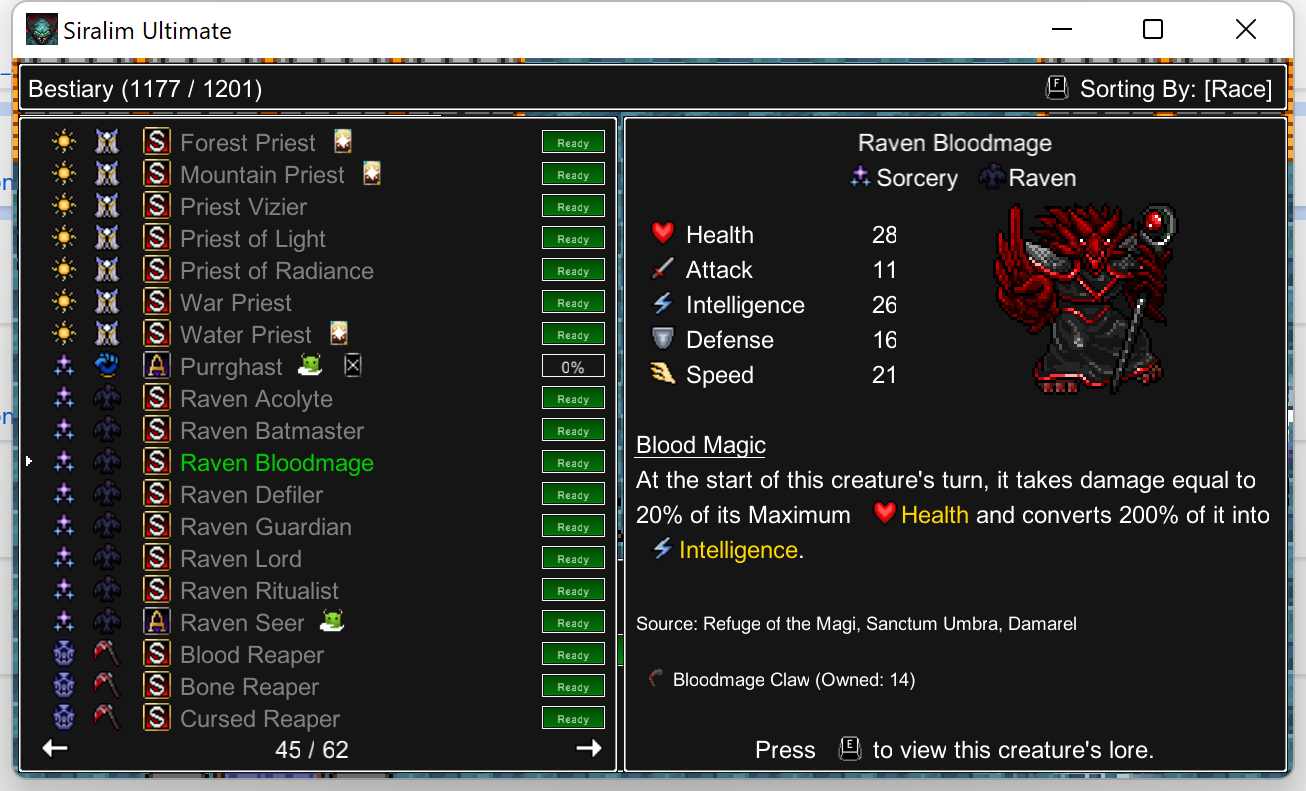 Siralim Ultimate
Bestiary (1177 / 1201)
F Sorting By: [Race]
S Forest Priest Ready
S Mountain Priest Ready
S Priest Vizier Ready
S Priest of Light Ready
S Priest of Radiance Ready
S War Priest Ready
S Water Priest Ready
A Purrghast 0%
S Raven Acolyte Ready
S Raven Batmaster Ready
S Raven Bloodmage Ready
S Raven Defiler Ready
S Raven Guardian Ready
S Raven Lord Ready
S Raven Ritualist Ready
A Raven Seer Ready
S Blood Reaper Ready
S Bone Reaper Ready
S Cursed Reaper Ready
45 / 62
Raven Bloodmage
Sorcery Raven
Health 28
Attack 11
Intelligence 26
Defense 16
Speed 21
Blood Magic
At the start of this creature's turn, it takes damage equal to
20% of its Maximum Health and converts 200% of it into
Intelligence.
Source: Refuge of the Magi, Sanctum Umbra, Damarel
Bloodmage Claw (Owned: 14)
Press E to view this creature's lore.